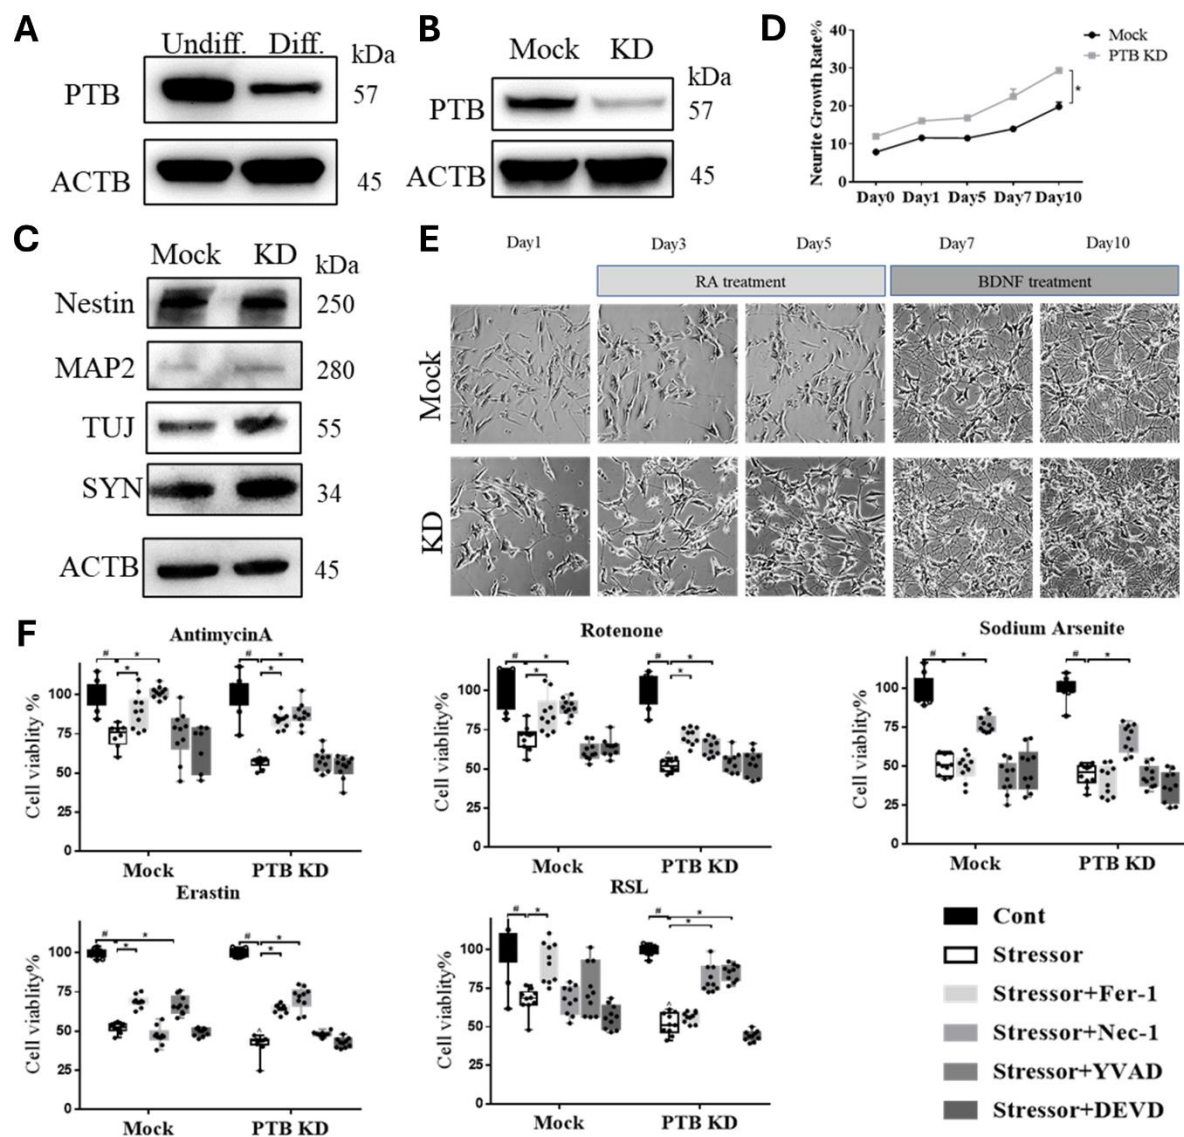 A
Undiff. Diff.
kDa
PTB
57
ACTB
45
B
Mock KD
kDa
PTB
57
ACTB
45
D
Neurite Growth Rate%
40
30
20
10
0
Day0 Day1 Day5 Day7 Day10
Mock
PTB KD
*
C
Mock KD
kDa
Nestin
250
MAP2
280
TUJ
55
SYN
34
ACTB
45
E
Day1 Day3 Day5 Day7 Day10
RA treatment
BDNF treatment
Mock
KD
F
AntimycinA
Cell viablity %
100
75
50
25
0
# * *
# * *
^
Mock PTB KD
Rotenone
Cell viablity%
100
75
50
25
0
# * *
# * *
^
Mock PTB KD
Sodium Arsenite
Cell viablity%
100
75
50
25
0
# *
# *
Mock PTB KD
Erastin
Cell viablity%
100
75
50
25
0
# * *
# * *
^
Mock PTB KD
RSL
Cell viablity%
100
75
50
25
0
# *
# * *
^
Mock PTB KD
Cont
Stressor
Stressor+Fer-1
Stressor+Nec-1
Stressor+YVAD
Stressor+DEVD